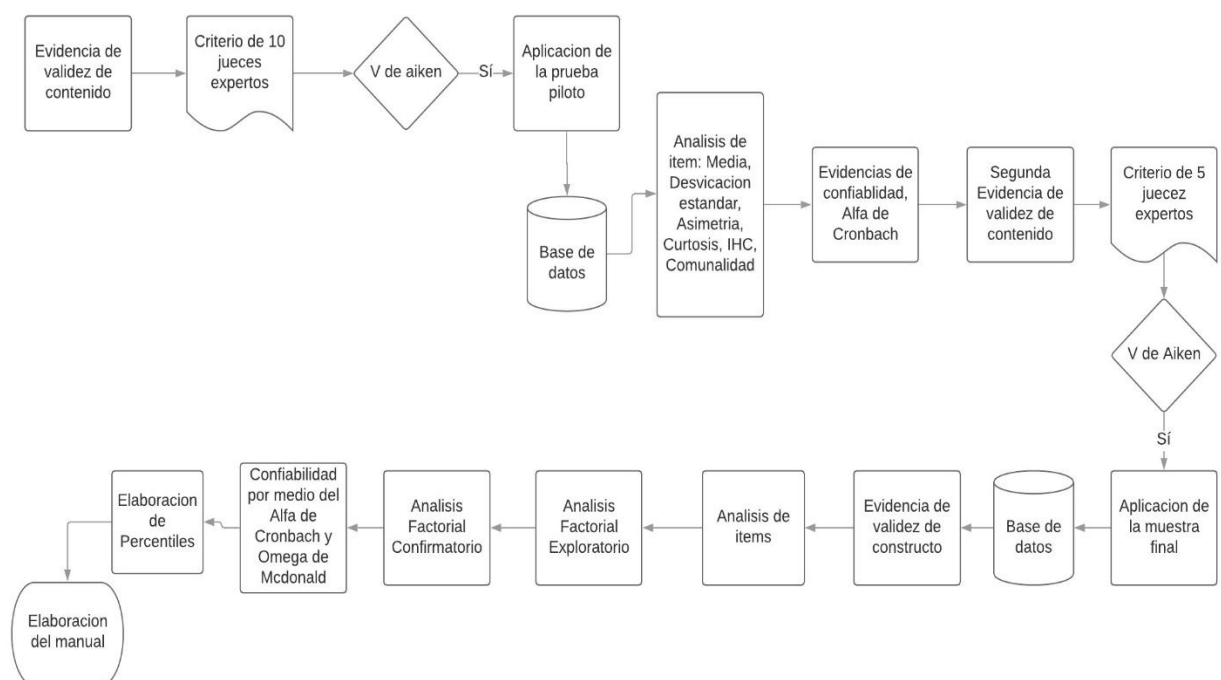 Evidencia de
validez de
contenido
Criterio de 10
jueces
expertos
V de aiken
Sí
Aplicacion de
la prueba
piloto
Base de
datos
Analisis de
item: Media,
Desvicacion
estandar,
Asimetria,
Curtosis, IHC,
Comunalidad
Evidencias de
confiablidad,
Alfa de
Cronbach
Segunda
Evidencia de
validez de
contenido
Criterio de 5
juecez
expertos
V de Aiken
Sí
Aplicacion de
la muestra
final
Base de
datos
Evidencia de
validez de
constructo
Analisis de
items
Analisis
Factorial
Exploratorio
Analisis
Factorial
Confirmatorio
Confiabilidad
por medio del
Alfa de
Cronbach y
Omega de
Mcdonald
Elaboracion
de
Percentiles
Elaboracion
del manual